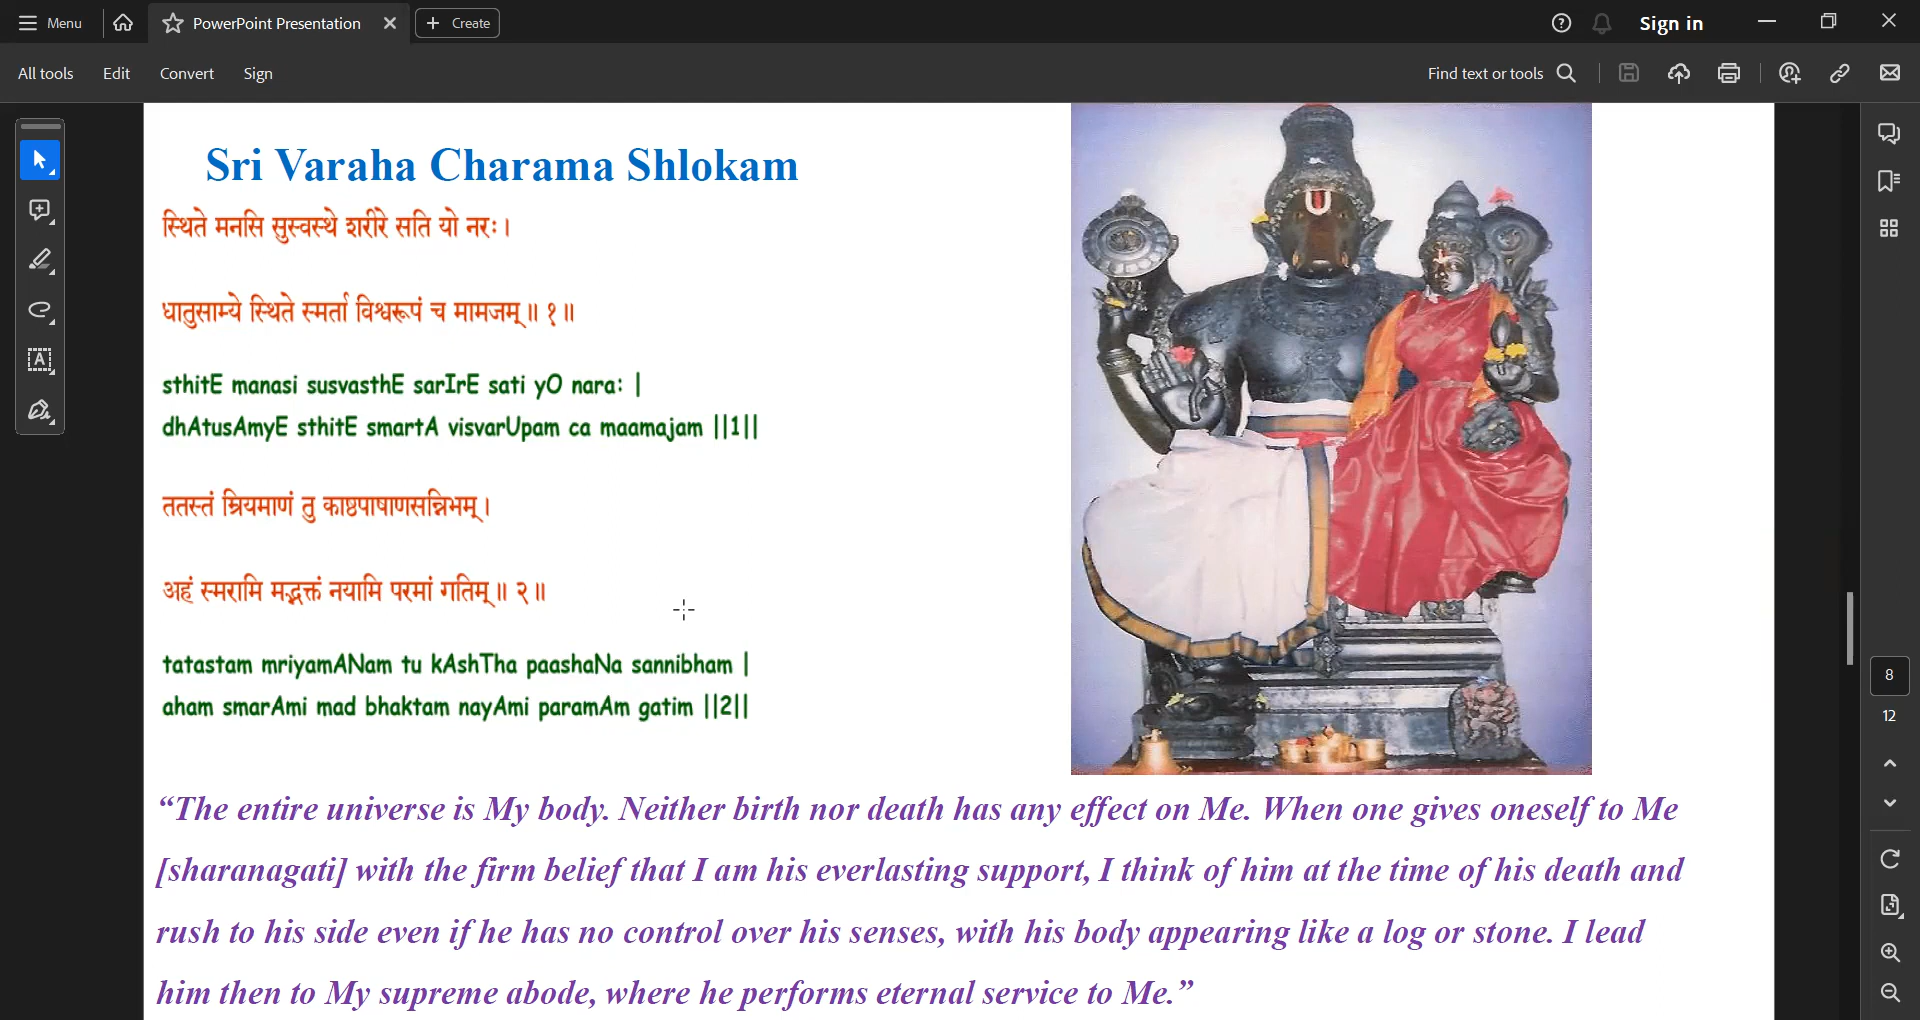 Menu
PowerPoint Presentation
Create
Sign in
All tools
Edit
Convert
Sign
Find text or tools
Sri Varaha Charama Shlokam
स्थिते मनसि सुस्वस्थे शरीरे सति यो नरः।
धातुसाम्ये स्थिते स्मर्ता विश्वरूपं च मामजम्॥ १॥
sthitE manasi susvasthE sarIrE sati yO nara: |
dhAtusAmyE sthitE smartA visvarUpam ca maamajam ||1||
ततस्तं म्रियमाणं तु काष्ठपाषाणसन्निभम्।
अहं स्मरामि मद्भक्तं नयामि परमां गतिम्॥ २॥
tatastam mriyamANam tu kAshTha paashaNa sannibham |
aham smarAmi mad bhaktam nayAmi paramAm gatim ||2||
“The entire universe is My body. Neither birth nor death has any effect on Me. When one gives oneself to Me
[sharanagati] with the firm belief that I am his everlasting support, I think of him at the time of his death and
rush to his side even if he has no control over his senses, with his body appearing like a log or stone. I lead
him then to My supreme abode, where he performs eternal service to Me.”
8
12